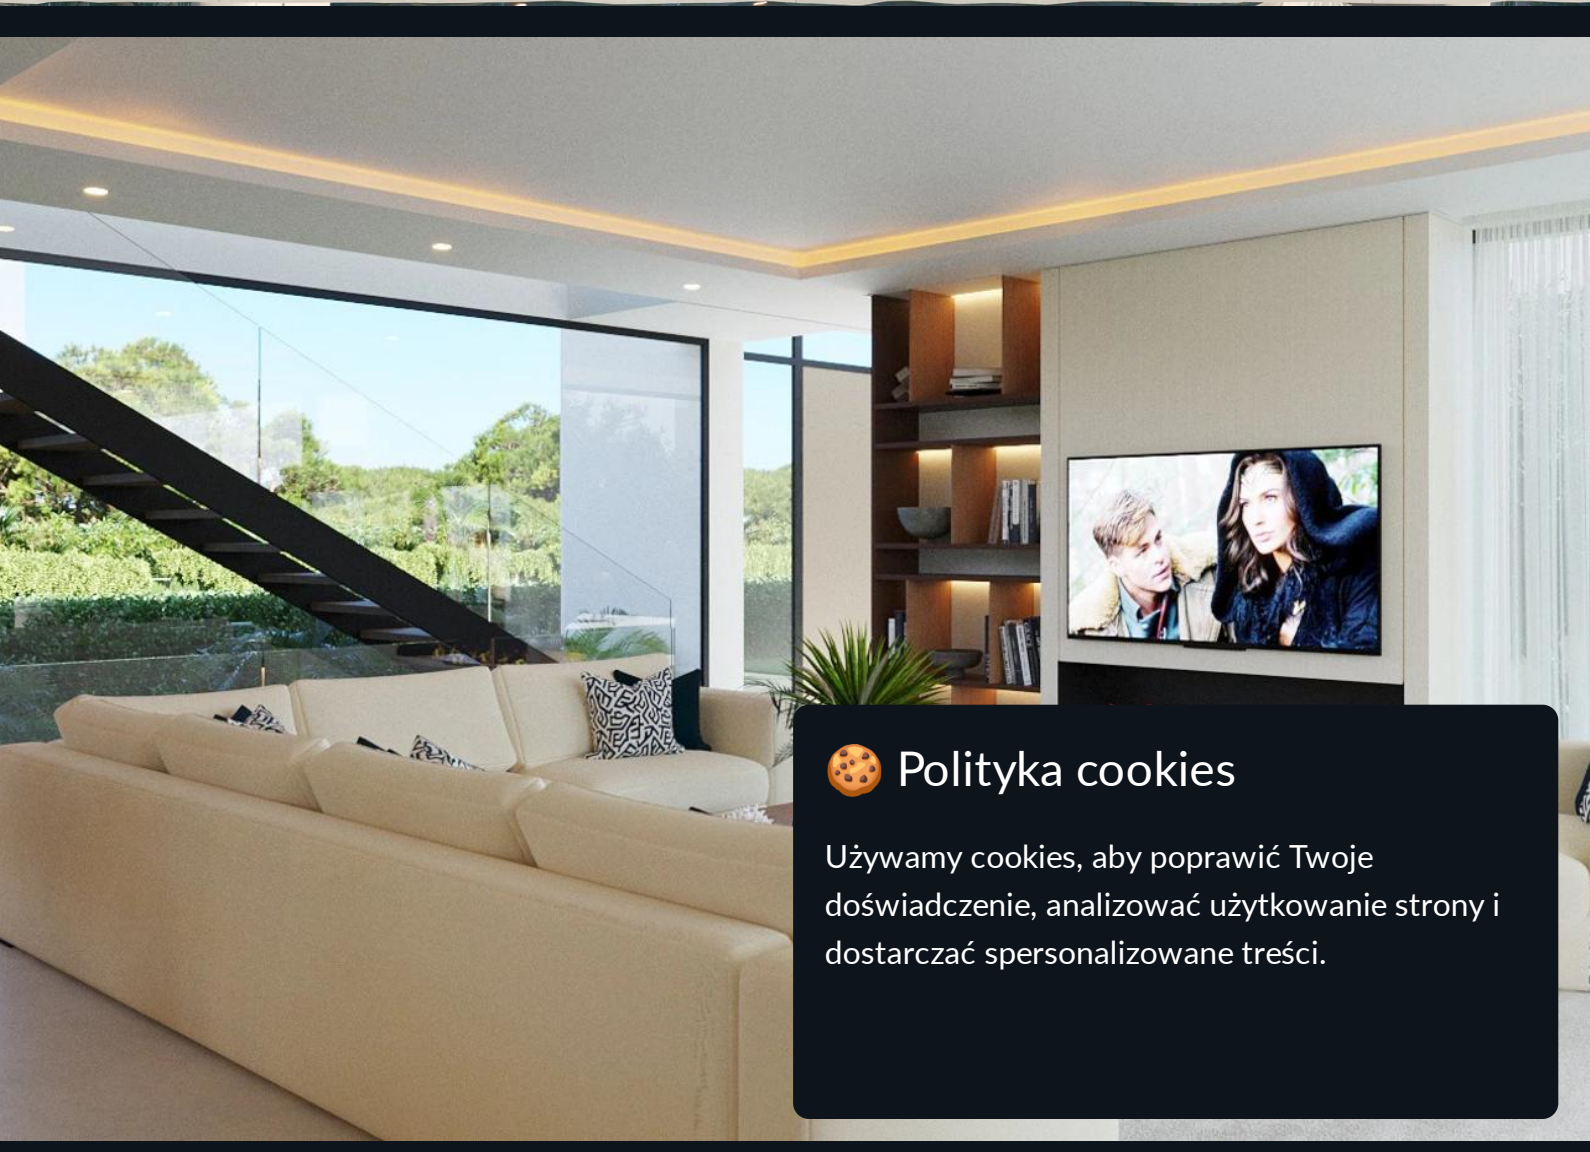 🍪 Polityka cookies
Używamy cookies, aby poprawić Twoje
doświadczenie, analizować użytkowanie strony i
dostarczać spersonalizowane treści.